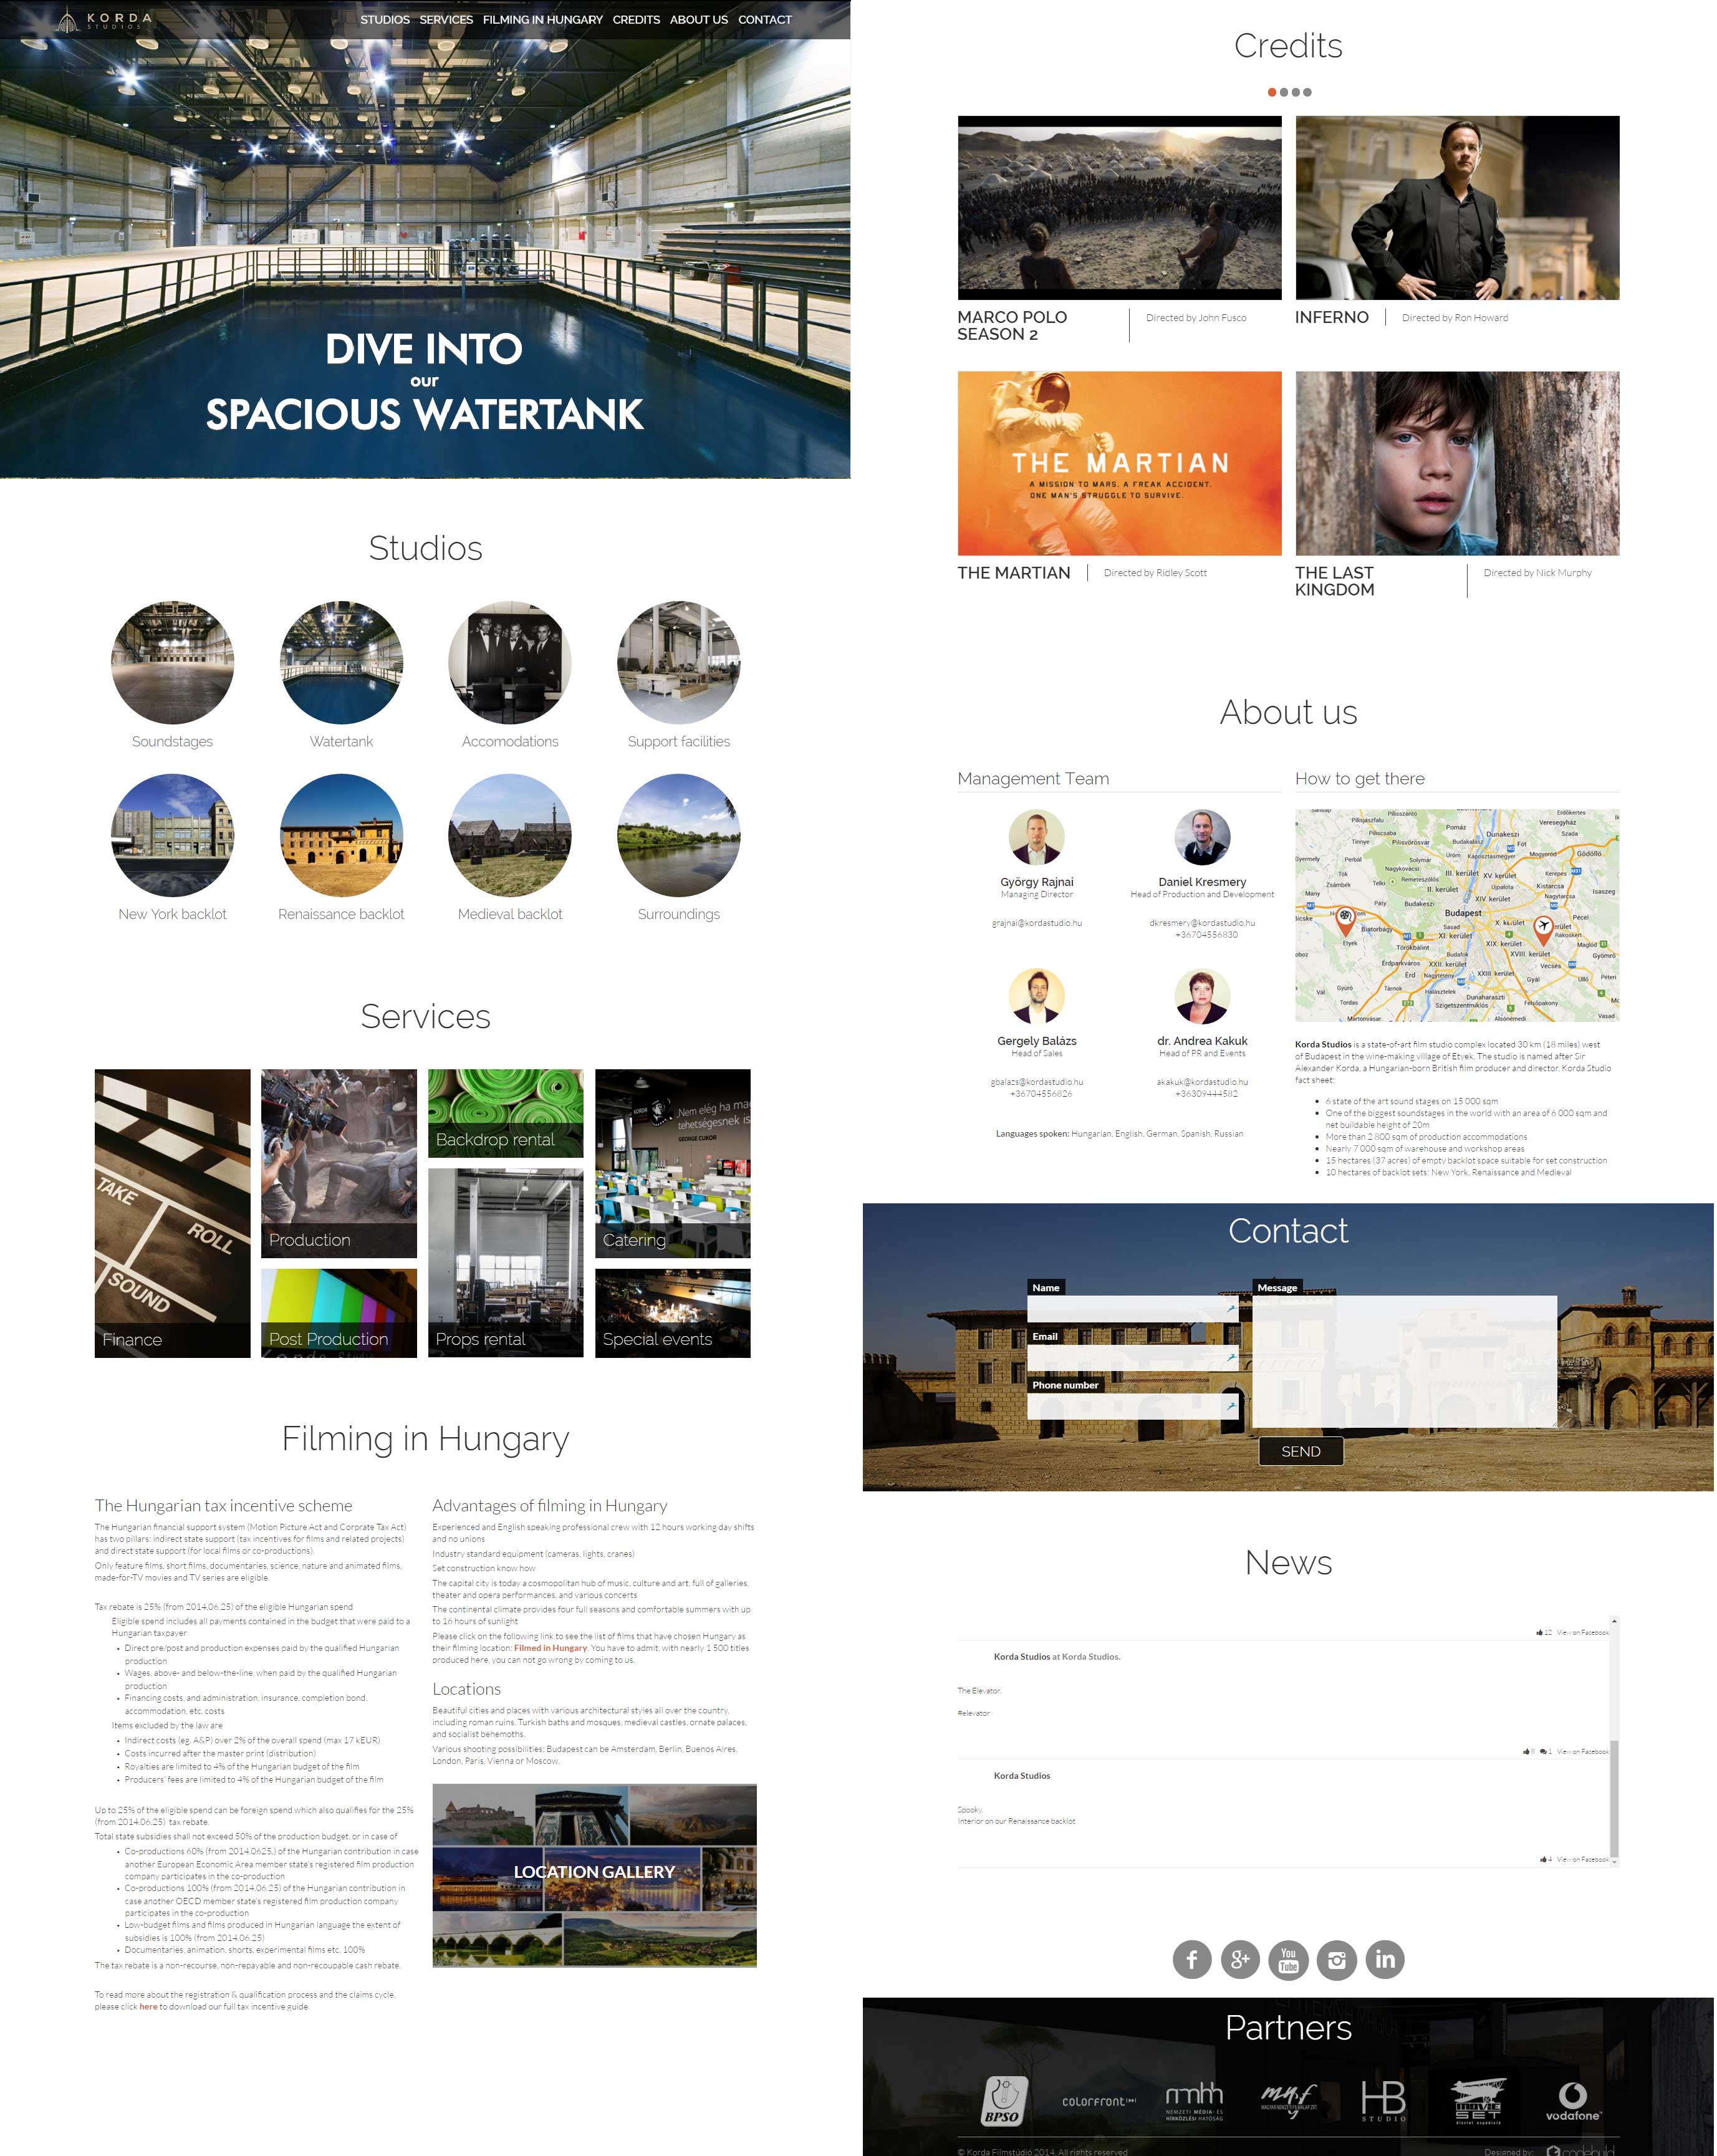 KORDA
STUDIOS
STUDIOS SERVICES FILMING IN HUNGARY CREDITS ABOUT US CONTACT
DIVE INTO
our
SPACIOUS WATERTANK
Studios
Soundstages Watertank Accomodations Support facilities
New York backlot Renaissance backlot Medieval backlot Surroundings
Services
TAKE
ROLL
SOUND
Finance
Production
Post Production
Backdrop rental
Props rental
KORDA
Nem elég ha
tehetségesnek is
GEORGE CUKOR
Catering
Special events
Filming in Hungary
The Hungarian tax incentive scheme
The Hungarian financial support system (Motion Picture Act and Corprate Tax Act)
has two pillars: indirect state support (tax incentives for films and related projects)
and direct state support (for local films or co-productions).
Only feature films, short films, documentaries, science, nature and animated films,
made-for-TV movies and TV series are eligible.
Tax rebate is 25% (from 2014.06.25) of the eligible Hungarian spend
Eligible spend includes all payments contained in the budget that were paid to a
Hungarian taxpayer
• Direct pre/post and production expenses paid by the qualified Hungarian
production
• Wages, above- and below-the-line, when paid by the qualified Hungarian
production
• Financing costs, and administration, insurance, completion bond,
accommodation, etc. costs
Items excluded by the law are
• Indirect costs (eg. A&P) over 2% of the overall spend (max 17 kEUR)
• Costs incurred after the master print (distribution)
• Royalties are limited to 4% of the Hungarian budget of the film
• Producers' fees are limited to 4% of the Hungarian budget of the film
Up to 25% of the eligible spend can be foreign spend which also qualifies for the 25%
(from 2014.06.25) tax rebate.
Total state subsidies shall not exceed 50% of the production budget, or in case of
• Co-productions 60% (from 2014.0625.) of the Hungarian contribution in case
another European Economic Area member state's registered film production
company participates in the co-production
• Co-productions 100% (from 2014.06.25) of the Hungarian contribution in
case another OECD member state's registered film production company
participates in the co-production
• Low-budget films and films produced in Hungarian language the extent of
subsidies is 100% (from 2014.06.25)
• Documentaries, animation, shorts, experimental films etc. 100%
The tax rebate is a non-recourse, non-repayable and non-recoupable cash rebate.
To read more about the registration & qualification process and the claims cycle,
please click here to download our full tax incentive guide.
Advantages of filming in Hungary
Experienced and English speaking professional crew with 12 hours working day shifts
and no unions
Industry standard equipment (cameras, lights, cranes)
Set construction know how
The capital city is today a cosmopolitan hub of music, culture and art, full of galleries,
theater and opera performances, and various concerts
The continental climate provides four full seasons and comfortable summers with up
to 16 hours of sunlight
Please click on the following link to see the list of films that have chosen Hungary as
their filming location: Filmed in Hungary. You have to admit, with nearly 1 500 titles
produced here, you can not go wrong by coming to us.
Locations
Beautiful cities and places with various architectural styles all over the country,
including roman ruins, Turkish baths and mosques, medieval castles, ornate palaces,
and socialist behemoths.
Various shooting possibilities: Budapest can be Amsterdam, Berlin, Buenos Aires,
London, Paris, Vienna or Moscow.
LOCATION GALLERY
Credits
MARCO POLO
SEASON 2
Directed by John Fusco
INFERNO
Directed by Ron Howard
THE MARTIAN
A MISSION TO MARS. A FREAK ACCIDENT.
ONE MAN'S STRUGGLE TO SURVIVE.
THE MARTIAN
Directed by Ridley Scott
THE LAST
KINGDOM
Directed by Nick Murphy
About us
Management Team
György Rajnai
Managing Director
grajnai@kordastudio.hu
Daniel Kresmery
Head of Production and Development
dkresmery@kordastudio.hu
+36704556830
Gergely Balázs
Head of Sales
gbalazs@kordastudio.hu
+36704556826
dr. Andrea Kakuk
Head of PR and Events
akakuk@kordastudio.hu
+36309444582
Languages spoken: Hungarian, English, German, Spanish, Russian
How to get there
Budapest
Korda Studios is a state-of-art film studio complex located 30 km (18 miles) west
of Budapest in the wine-making village of Etyek. The studio is named after Sir
Alexander Korda, a Hungarian-born British film producer and director. Korda Studio
fact sheet:
• 6 state of the art sound stages on 15 000 sqm
• One of the biggest soundstages in the world with an area of 6 000 sqm and
net buildable height of 20m
• More than 2 800 sqm of production accommodations
• Nearly 7 000 sqm of warehouse and workshop areas
• 15 hectares (37 acres) of empty backlot space suitable for set construction
• 10 hectares of backlot sets: New York, Renaissance and Medieval
Contact
Name
Email
Phone number
Message
SEND
News
12 View on Facebook
Korda Studios at Korda Studios.
The Elevator.
#elevator
8 1 View on Facebook
Korda Studios
Spooky.
Interior on our Renaissance backlot
4 View on Facebook
f g+ You Tube in
Partners
BPSO
COLORFRONT
nmhh
NEMZETI MÉDIA- ÉS
HÍRKÖZLÉSI HATÓSAG
HB
STUDIO
MOVIE
SET
vodafone
© Korda Filmstúdió 2014. All rights reserved
Designed by: codebuild